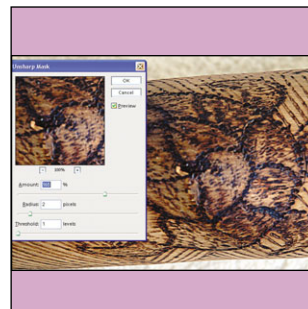 Unsharp Mask
OK
Cancel
Preview
100%
Amount: %
Radius: 2 pixels
Threshold: 1 levels